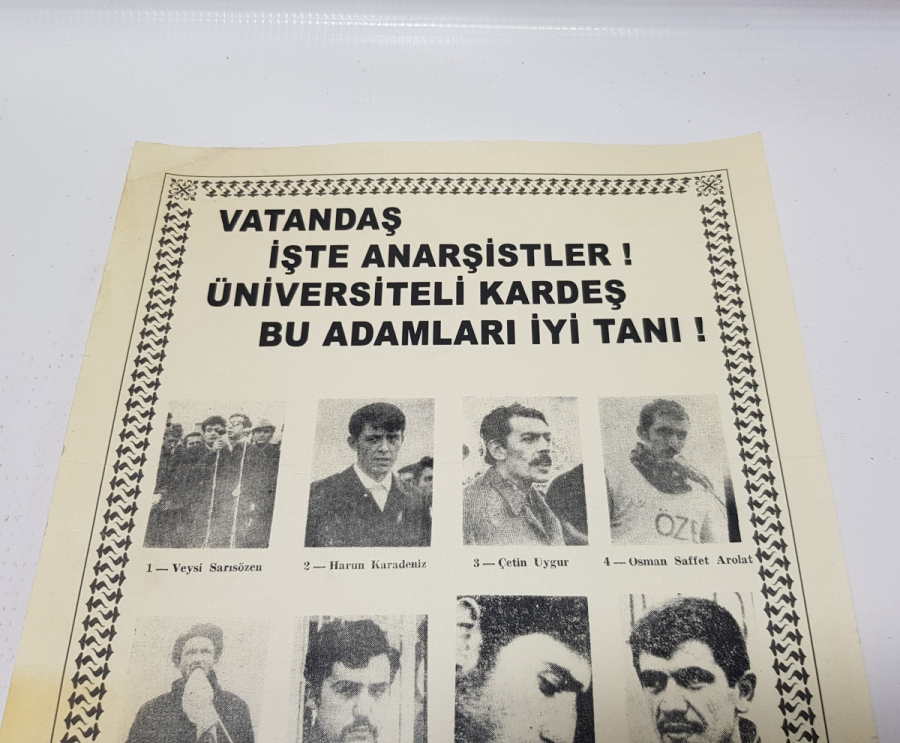 VATANDAŞ
İŞTE ANARŞİSTLER !
ÜNİVERSİTELİ KARDEŞ
BU ADAMLARI İYİ TANI !
ÖZE
1 — Veysi Sarısözen
2 — Harun Karadeniz
3 — Çetin Uygur
4 — Osman Saffet Arolat